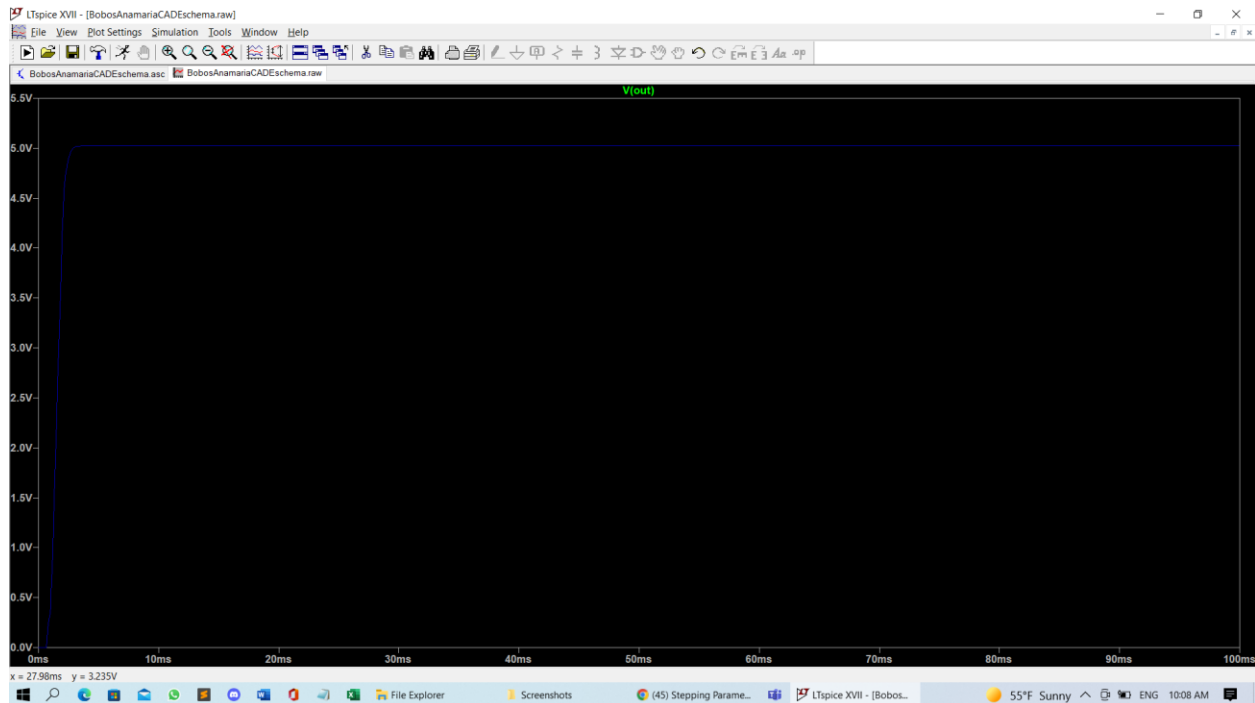 LTspice XVII - [BobosAnamariaCADEschema.raw]
File View Plot Settings Simulation Tools Window Help
BobosAnamariaCADEschema.asc BobosAnamariaCADEschema.raw
V(out)
5.5V
5.0V
4.5V
4.0V
3.5V
3.0V
2.5V
2.0V
1.5V
1.0V
0.5V
0.0V
0ms 10ms 20ms 30ms 40ms 50ms 60ms 70ms 80ms 90ms 100ms
x = 27.98ms y = 3.235V
File Explorer Screenshots (45) Stepping Parame... LTspice XVII - [Bobos... 55°F Sunny ENG 10:08 AM